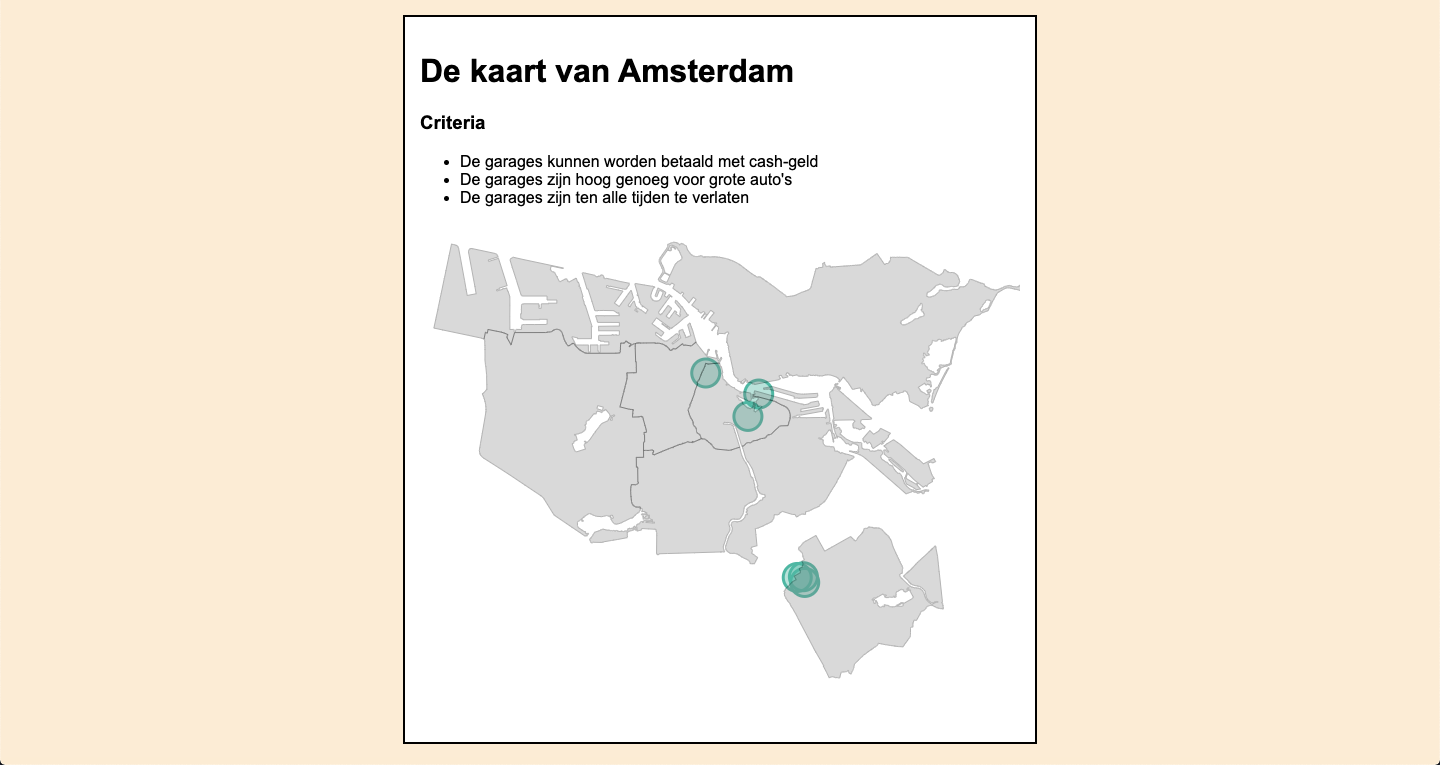 De kaart van Amsterdam
Criteria
De garages kunnen worden betaald met cash-geld
De garages zijn hoog genoeg voor grote auto's
De garages zijn ten alle tijden te verlaten